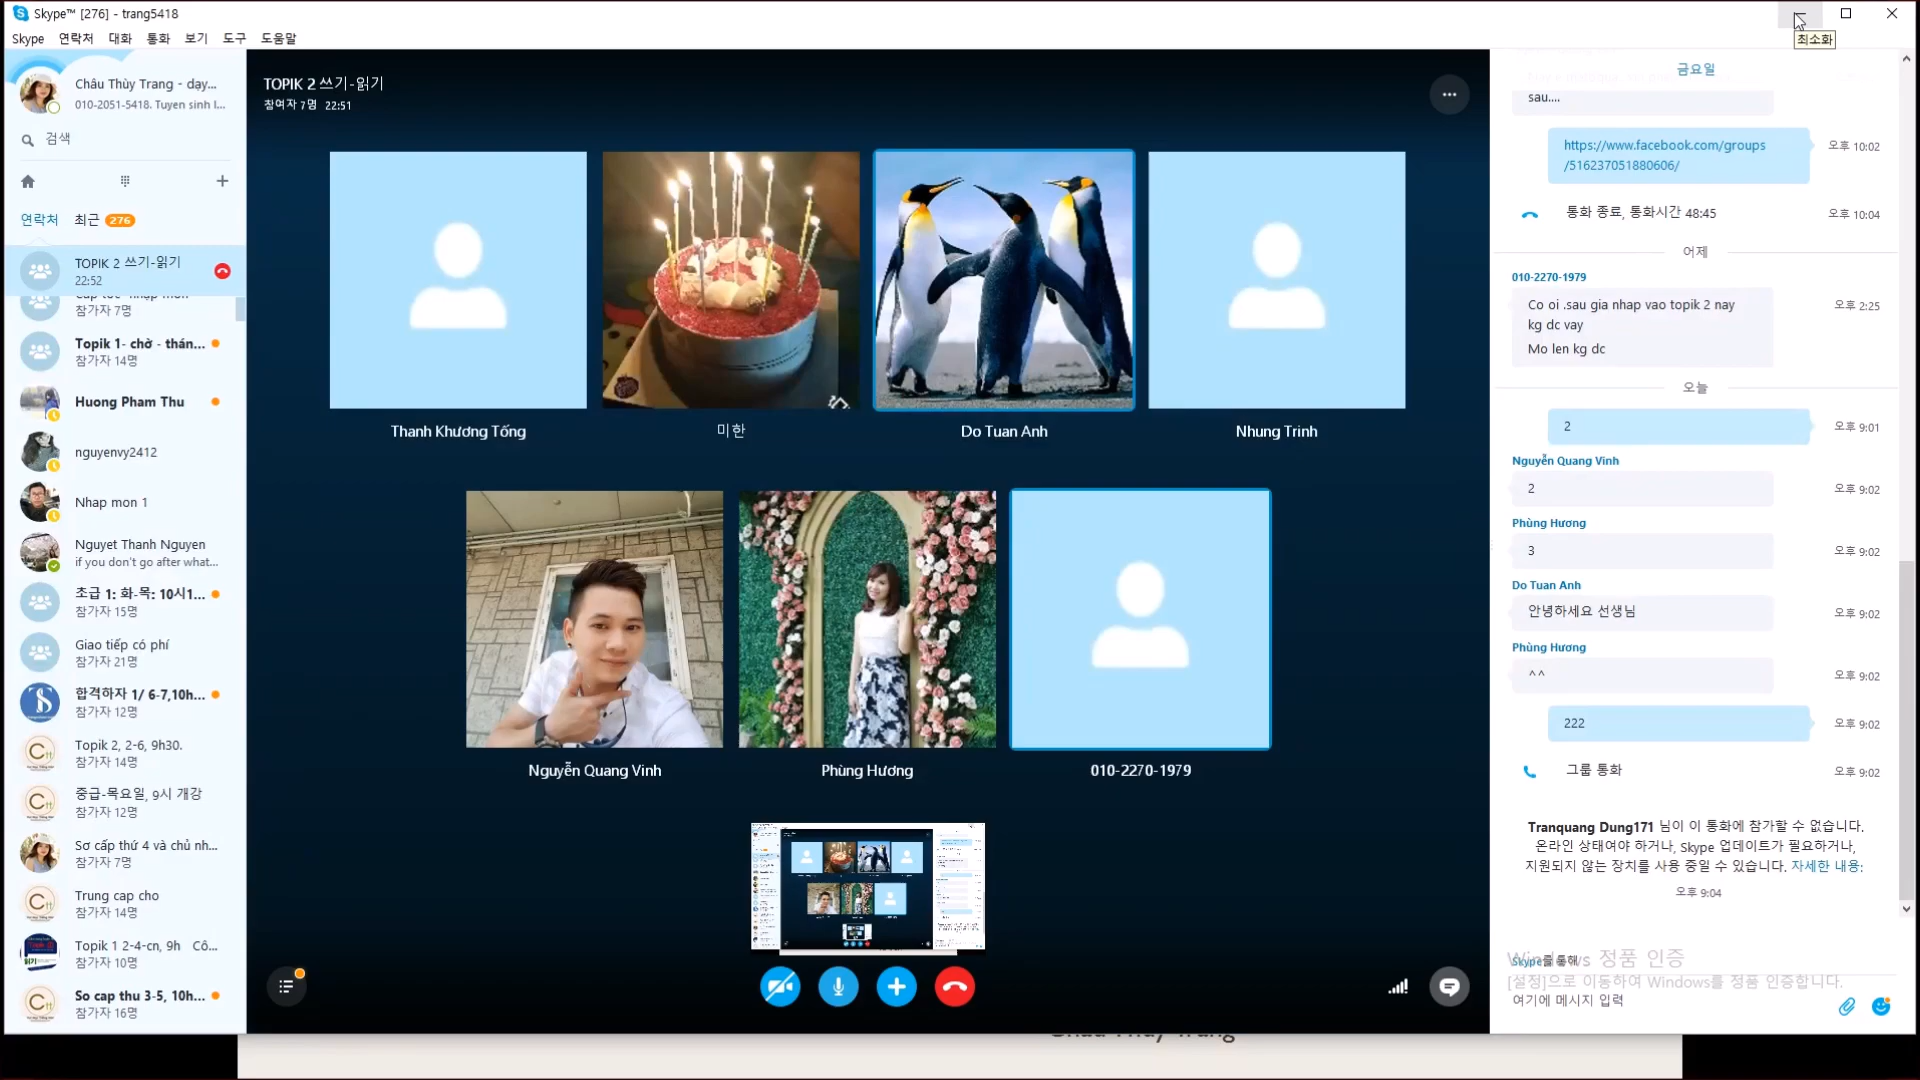 Skype™ [276] - trang5418
최소화
Skype 연락처 대화 통화 보기 도구 도움말
Châu Thùy Trang - dạy...
010-2051-5418. Tuyen sinh l...
검색
연락처 최근 276
TOPIK 2 쓰기-읽기
22:52
참가자 7명
Topik 1- chờ - thán...
참가자 14명
Huong Pham Thu
nguyenvy2412
Nhap mon 1
Nguyet Thanh Nguyen
if you don't go after what...
초급 1: 화-목: 10시1...
참가자 15명
Giao tiếp có phí
참가자 21명
합격하자 1/ 6-7,10h...
참가자 12명
Topik 2, 2-6, 9h30.
참가자 14명
중급-목요일, 9시 개강
참가자 12명
Sơ cấp thứ 4 và chủ nh...
참가자 7명
Trung cap cho
참가자 14명
Topik 1 2-4-cn, 9h Cô...
참가자 10명
So cap thu 3-5, 10h...
참가자 16명
TOPIK 2 쓰기-읽기
참여자 7명 22:51
Thanh Khương Tống
미한
Do Tuan Anh
Nhung Trinh
Nguyễn Quang Vinh
Phùng Hương
010-2270-1979
금요일
sau....
https://www.facebook.com/groups
/516237051880606/
오후 10:02
통화 종료, 통화시간 48:45
오후 10:04
어제
010-2270-1979
Co oi .sau gia nhap vao topik 2 nay
kg dc vay
Mo len kg dc
오후 2:25
오늘
2
오후 9:01
Nguyễn Quang Vinh
2
오후 9:02
Phùng Hương
3
오후 9:02
Do Tuan Anh
안녕하세요 선생님
오후 9:02
Phùng Hương
^^
오후 9:02
222
오후 9:02
그룹 통화
오후 9:02
Tranquang Dung171 님이 이 통화에 참가할 수 없습니다.
온라인 상태여야 하거나, Skype 업데이트가 필요하거나,
지원되지 않는 장치를 사용 중일 수 있습니다. 자세한 내용:
오후 9:04
Windows 정품 인증
Skype를 통해
[설정]으로 이동하여 Windows를 정품 인증합니다.
여기에 메시지 입력